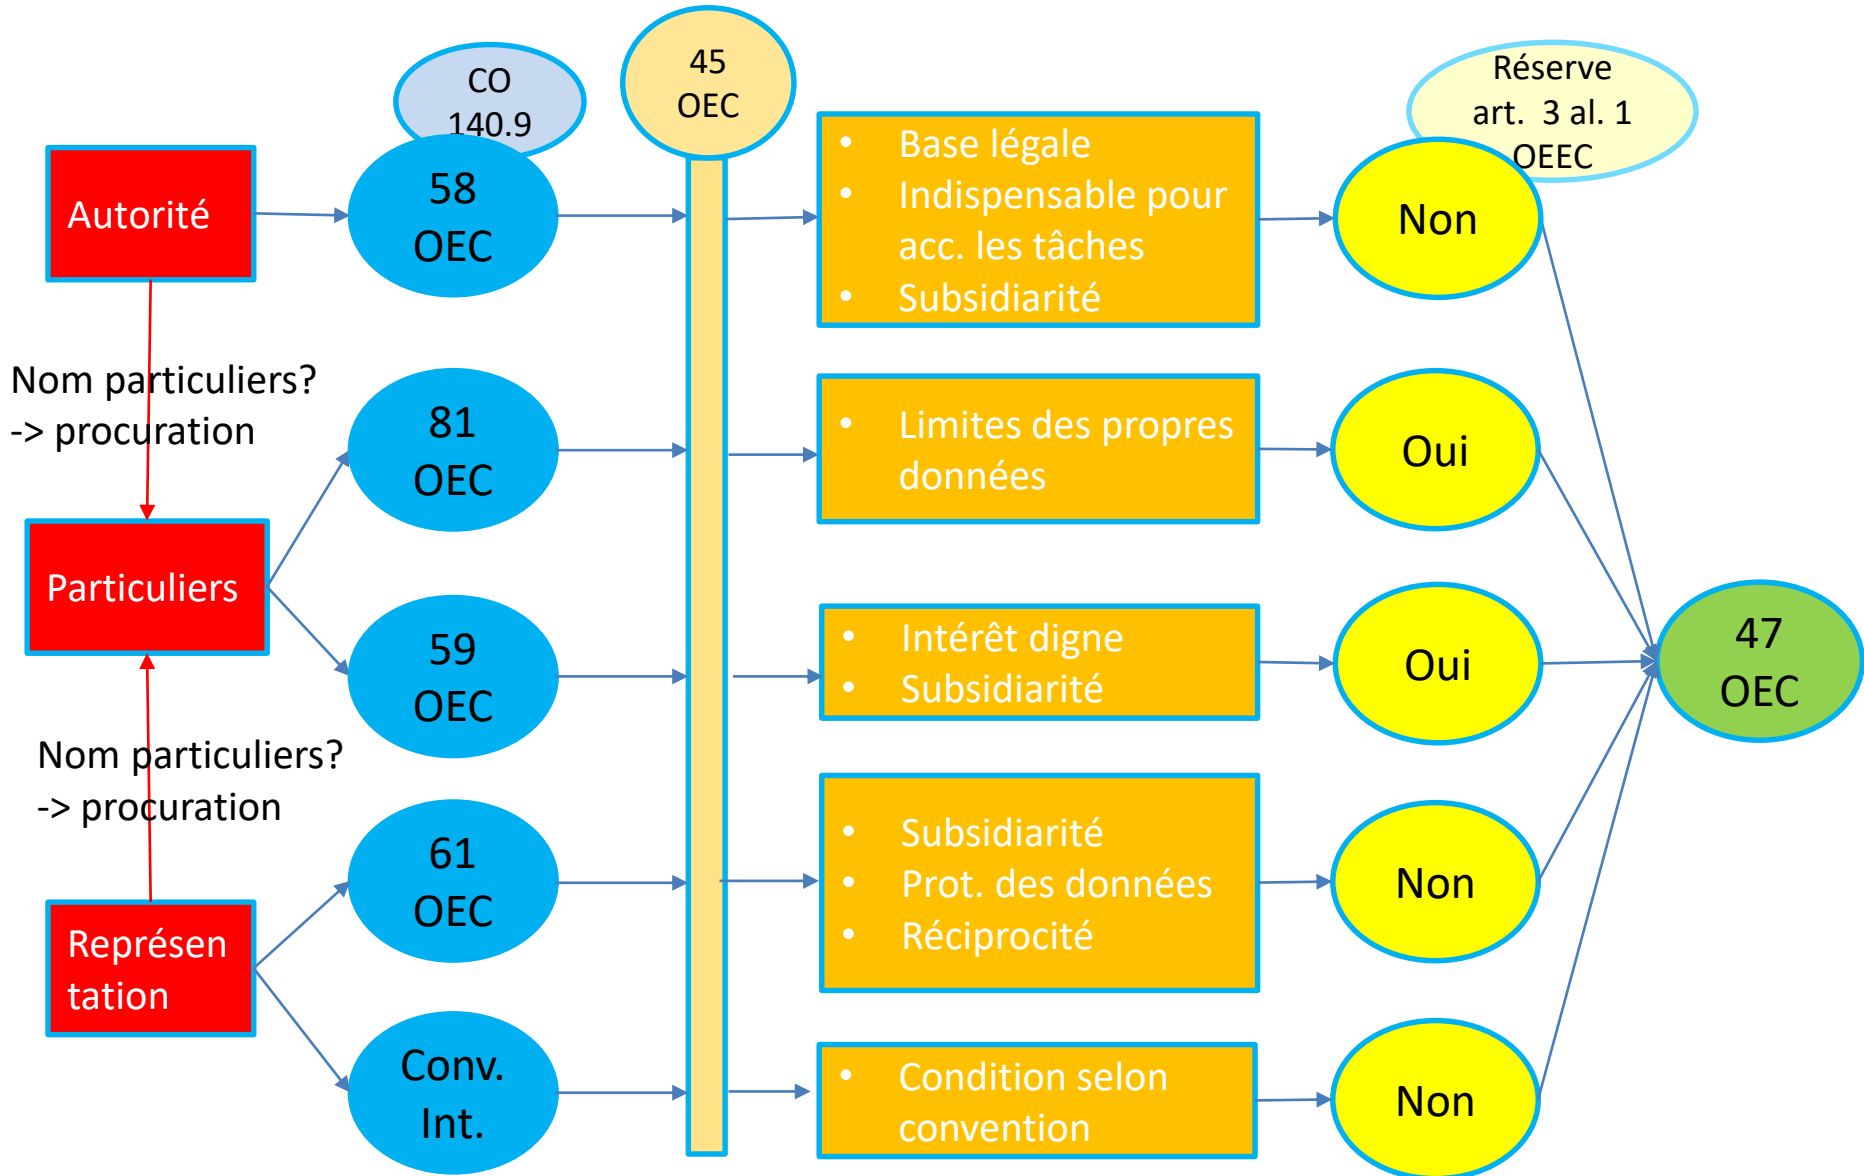 CO
140.9
45
OEC
Réserve
art.  3 al. 1
OEEC
Autorité
58
OEC
• Base légale
• Indispensable pour
acc. les tâches
• Subsidiarité
Non
Nom particuliers?
-> procuration
81
OEC
• Limites des propres
données
Oui
Particuliers
59
OEC
• Intérêt digne
• Subsidiarité
Oui
47
OEC
Nom particuliers?
-> procuration
61
OEC
• Subsidiarité
• Prot. des données
• Réciprocité
Non
Représen
tation
Conv.
Int.
• Condition selon
convention
Non